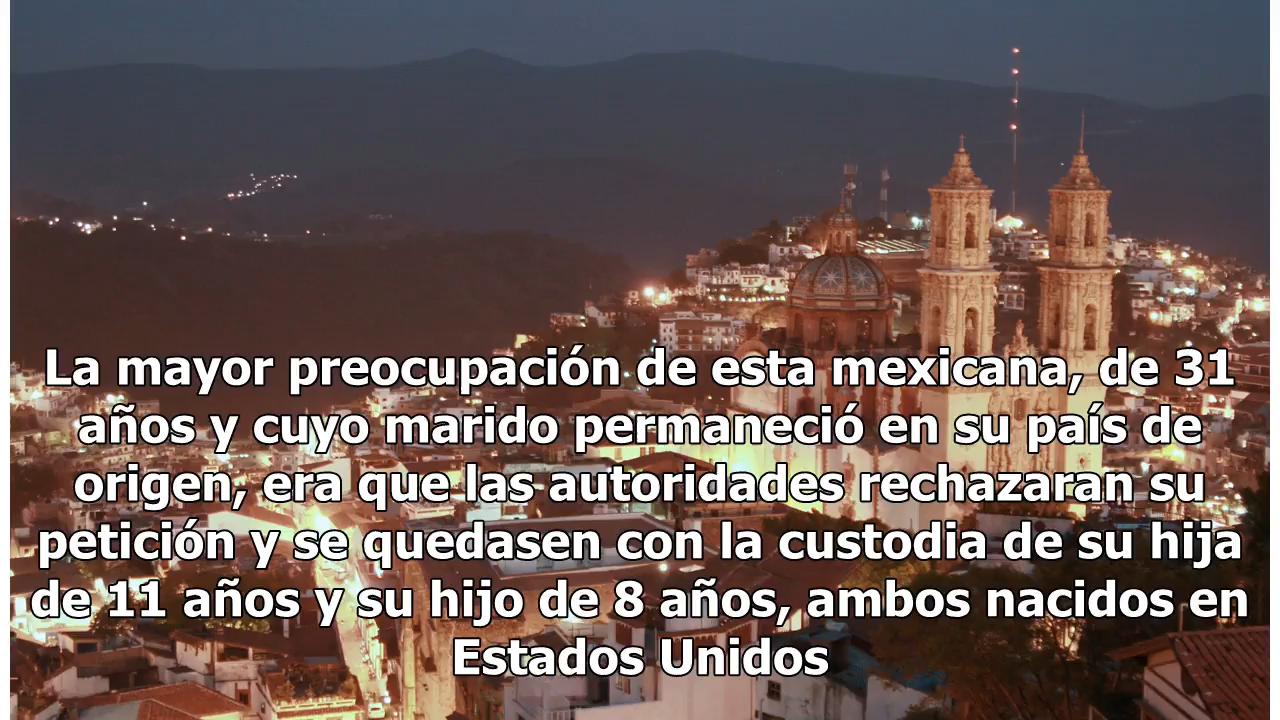 La mayor preocupación de esta mexicana, de 31
años y cuyo marido permaneció en su país de
origen, era que las autoridades rechazaran su
petición y se quedasen con la custodia de su hija
de 11 años y su hijo de 8 años, ambos nacidos en
Estados Unidos